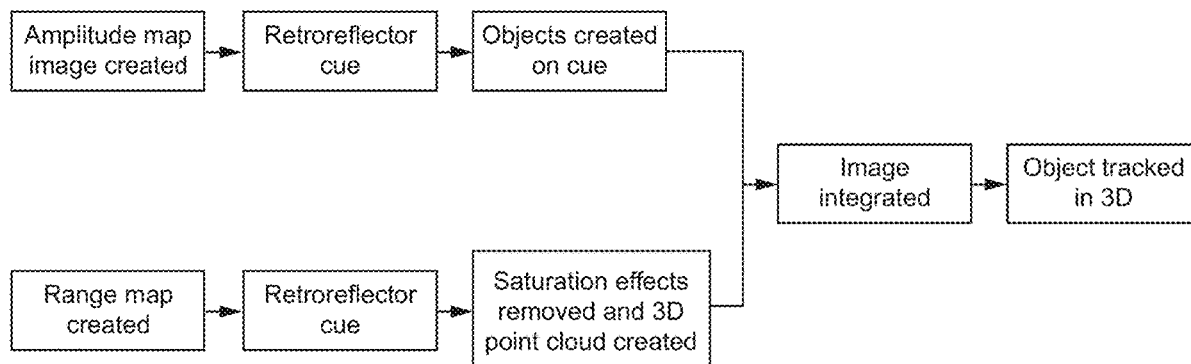 Amplitude map
image created
Retroreflector
cue
Objects created
on cue
Image
integrated
Object tracked
in 3D
Range map
created
Retroreflector
cue
Saturation effects
removed and 3D
point cloud created